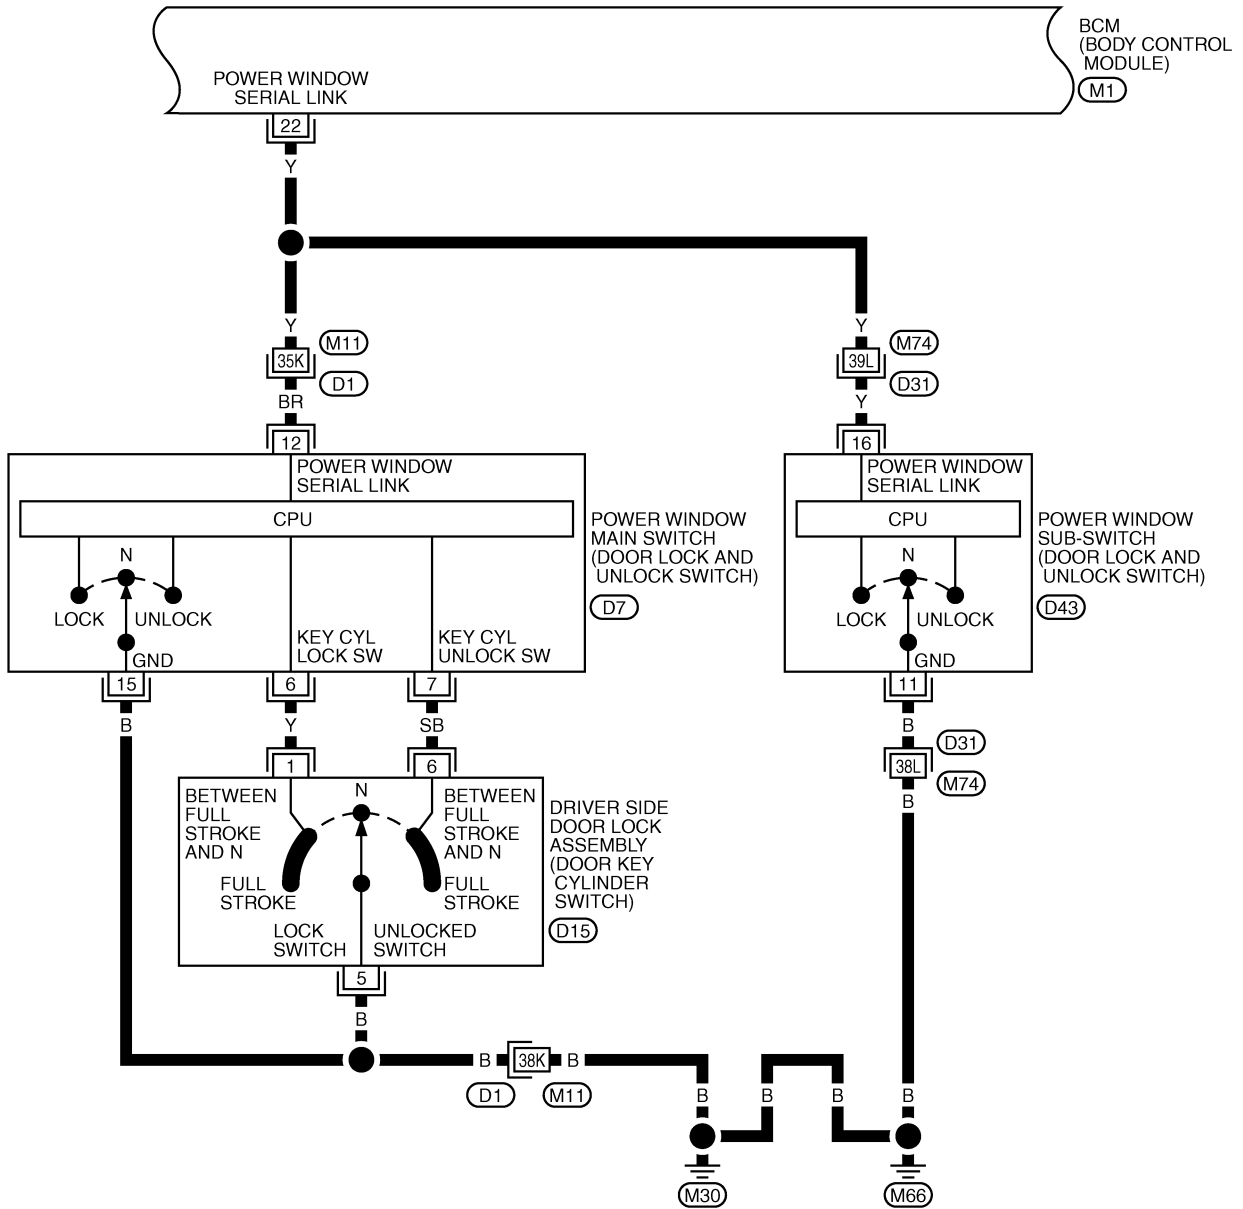 BCM
(BODY CONTROL
MODULE)
M1
POWER WINDOW
SERIAL LINK
22
Y
Y
Y
M11
M74
35K
39L
D1
D31
BR
Y
12
16
POWER WINDOW
SERIAL LINK
POWER WINDOW
SERIAL LINK
CPU
CPU
POWER WINDOW
MAIN SWITCH
(DOOR LOCK AND
UNLOCK SWITCH)
D7
POWER WINDOW
SUB-SWITCH
(DOOR LOCK AND
UNLOCK SWITCH)
D43
N
LOCK
UNLOCK
GND
KEY CYL
LOCK SW
KEY CYL
UNLOCK SW
N
LOCK
UNLOCK
GND
15
6
7
11
B
Y
SB
B
D31
1
6
38L
M74
B
BETWEEN
FULL
STROKE
AND N
N
BETWEEN
FULL
STROKE
AND N
FULL
STROKE
FULL
STROKE
LOCK
SWITCH
UNLOCKED
SWITCH
DRIVER SIDE
DOOR LOCK
ASSEMBLY
(DOOR KEY
CYLINDER
SWITCH)
D15
5
B
B
38K
B
D1
M11
B
B
B
B
M30
M66